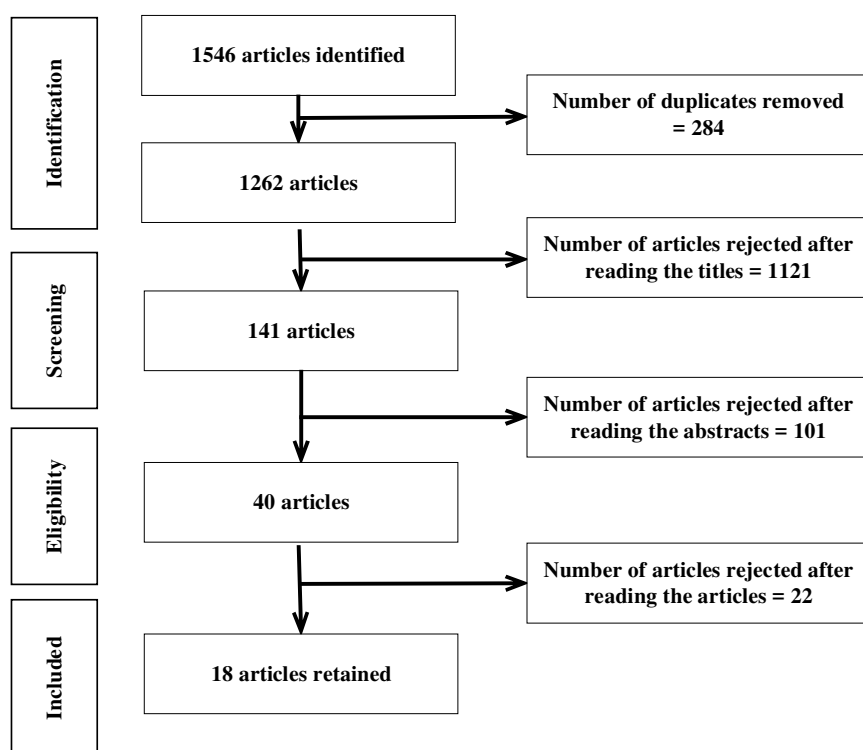 Identification
1546 articles identified
Number of duplicates removed
= 284
1262 articles
Number of articles rejected after
reading the titles = 1121
Screening
141 articles
Number of articles rejected after
reading the abstracts = 101
Eligibility
40 articles
Number of articles rejected after
reading the articles = 22
Included
18 articles retained